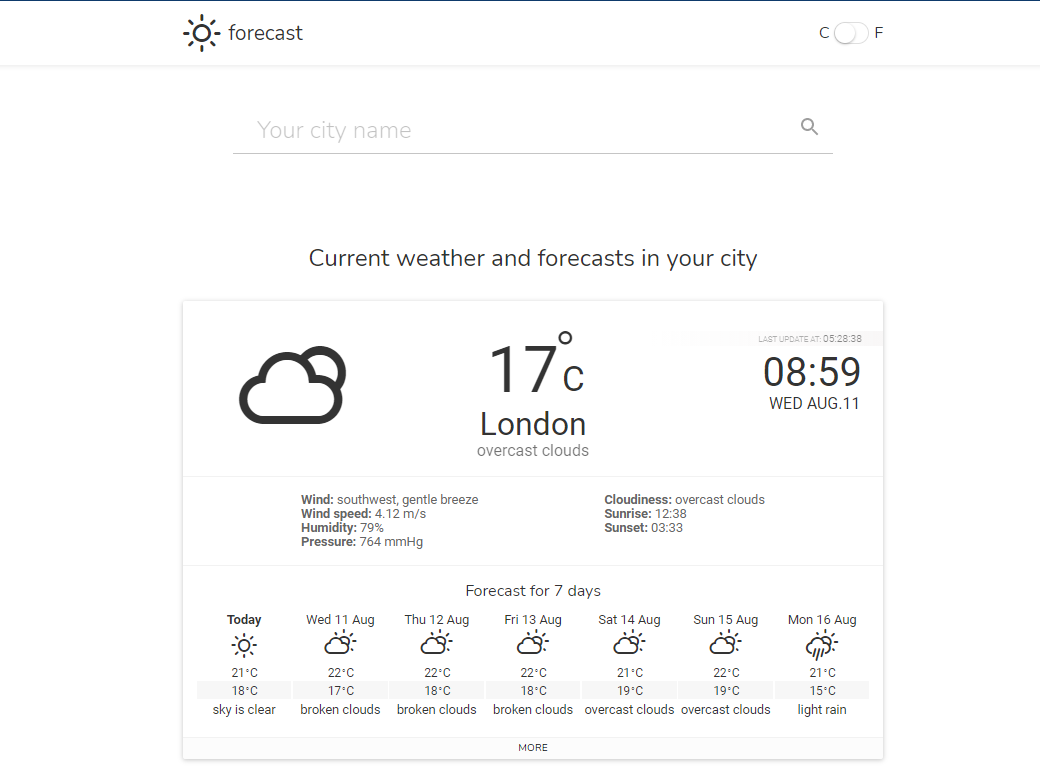 forecast
C F
Your city name
Current weather and forecasts in your city
LAST UPDATE AT: 05:28:38
17°C
08:59
WED AUG.11
London
overcast clouds
Wind: southwest, gentle breeze
Wind speed: 4.12 m/s
Humidity: 79%
Pressure: 764 mmHg
Cloudiness: overcast clouds
Sunrise: 12:38
Sunset: 03:33
Forecast for 7 days
Today Wed 11 Aug Thu 12 Aug Fri 13 Aug Sat 14 Aug Sun 15 Aug Mon 16 Aug
21°C 22°C 22°C 22°C 21°C 22°C 21°C
18°C 17°C 18°C 18°C 19°C 19°C 15°C
sky is clear broken clouds broken clouds broken clouds overcast clouds overcast clouds light rain
MORE